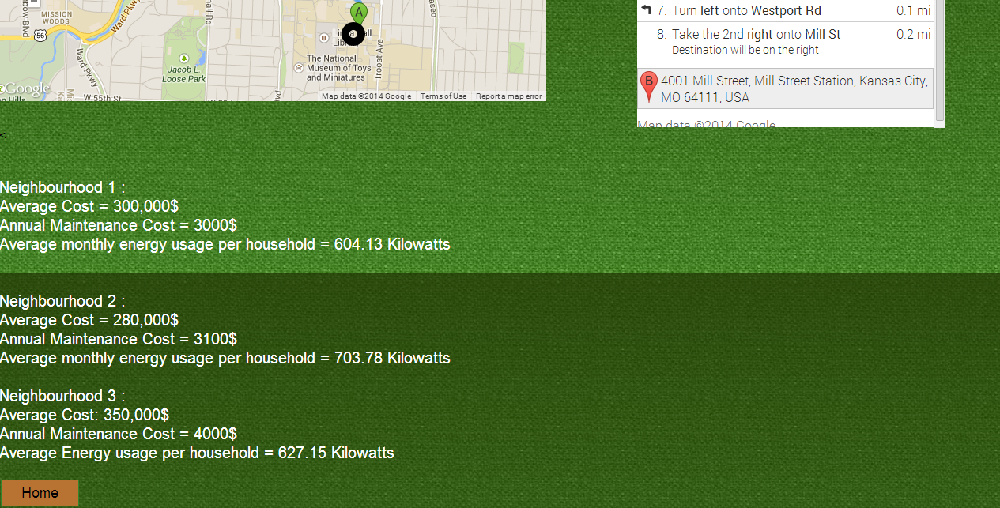 MISSION
WOODS
56
Ward Pkwy
Ward Pkwy
A
Jacob L.
Loose Park
The National
Museum of Toys
and Miniatures
Troost Ave
Google
W 55th St
Map data ©2014 Google Terms of Use Report a map error
7. Turn left onto Westport Rd 0.1 mi
8. Take the 2nd right onto Mill St 0.2 mi
Destination will be on the right
B 4001 Mill Street, Mill Street Station, Kansas City,
MO 64111, USA
Map data ©2014 Google
<
Neighbourhood 1 :
Average Cost = 300,000$
Annual Maintenance Cost = 3000$
Average monthly energy usage per household = 604.13 Kilowatts
Neighbourhood 2 :
Average Cost = 280,000$
Annual Maintenance Cost = 3100$
Average monthly energy usage per household = 703.78 Kilowatts
Neighbourhood 3 :
Average Cost: 350,000$
Annual Maintenance Cost = 4000$
Average Energy usage per household = 627.15 Kilowatts
Home